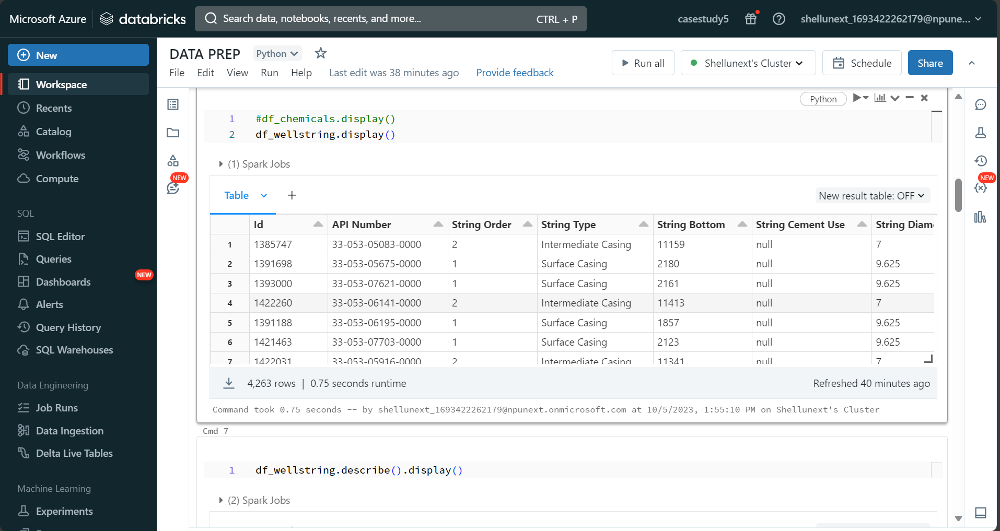 Microsoft Azure databricks Search data, notebooks, recents, and more... CTRL + P casestudy5 shellunext_1693422262179@npune...
New
Workspace
Recents
Catalog
Workflows
Compute
SQL
SQL Editor
Queries
NEW
Dashboards
Alerts
Query History
SQL Warehouses
Data Engineering
Job Runs
Data Ingestion
Delta Live Tables
Machine Learning
Experiments
DATA PREP Python
File Edit View Run Help Last edit was 38 minutes ago Provide feedback
Run all Shellunext's Cluster Schedule Share
NEW
NEW
Python
1 #df_chemicals.display()
2 df_wellstring.display()
(1) Spark Jobs
Table + New result table: OFF
Id API Number String Order String Type String Bottom String Cement Use String Diam
1 1385747 33-053-05083-0000 2 Intermediate Casing 11159 null 7
2 1391698 33-053-05675-0000 1 Surface Casing 2180 null 9.625
3 1393000 33-053-07621-0000 1 Surface Casing 2161 null 9.625
4 1422260 33-053-06141-0000 2 Intermediate Casing 11413 null 7
5 1391188 33-053-06195-0000 1 Surface Casing 1857 null 9.625
6 1421463 33-053-07703-0000 1 Surface Casing 2123 null 9.625
7 1422031 33-053-05916-0000 2 Intermediate Casing 11341 null 7
4,263 rows | 0.75 seconds runtime Refreshed 40 minutes ago
Command took 0.75 seconds -- by shellunext_1693422262179@npunext.onmicrosoft.com at 10/5/2023, 1:55:10 PM on Shellunext's Cluster
Cmd 7
1 df_wellstring.describe().display()
(2) Spark Jobs